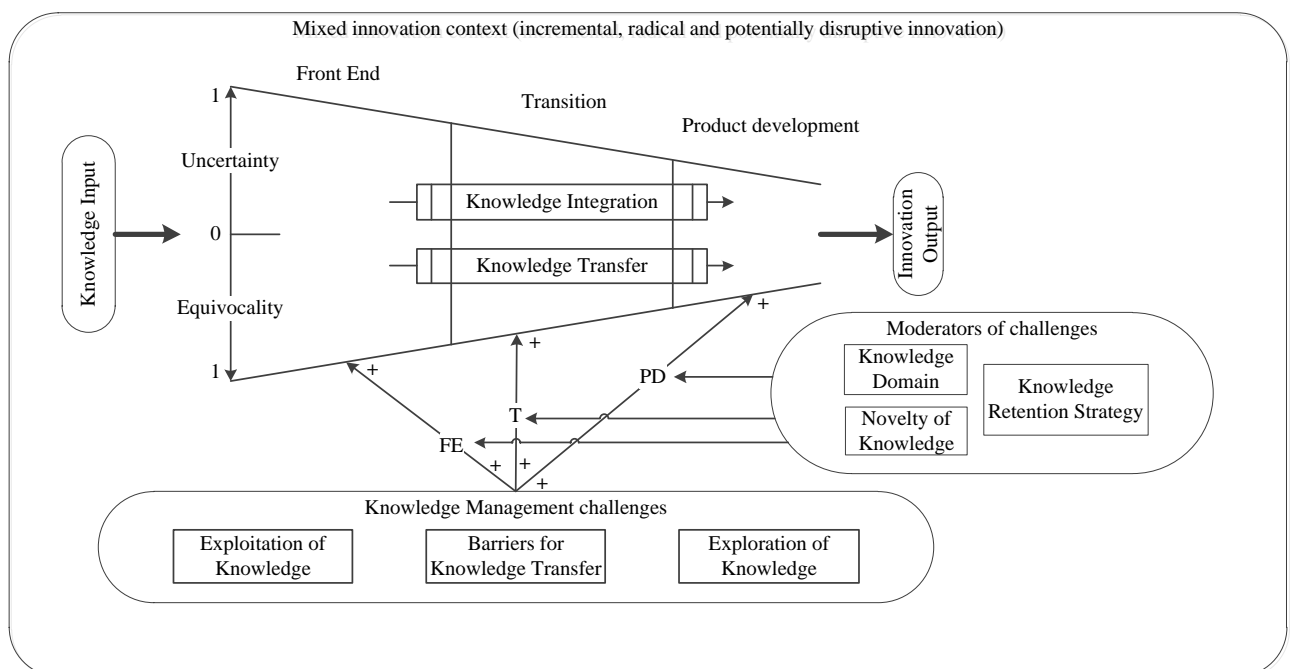 Mixed innovation context (incremental, radical and potentially disruptive innovation)
Front End
Transition
Product development
1
Uncertainty
0
Equivocality
1
Knowledge Input
Knowledge Integration
Knowledge Transfer
Innovation
Output
+
+
+
FE
T
PD
+
+
+
Moderators of challenges
Knowledge
Domain
Novelty of
Knowledge
Knowledge
Retention Strategy
Knowledge Management challenges
Exploitation of
Knowledge
Barriers for
Knowledge Transfer
Exploration of
Knowledge